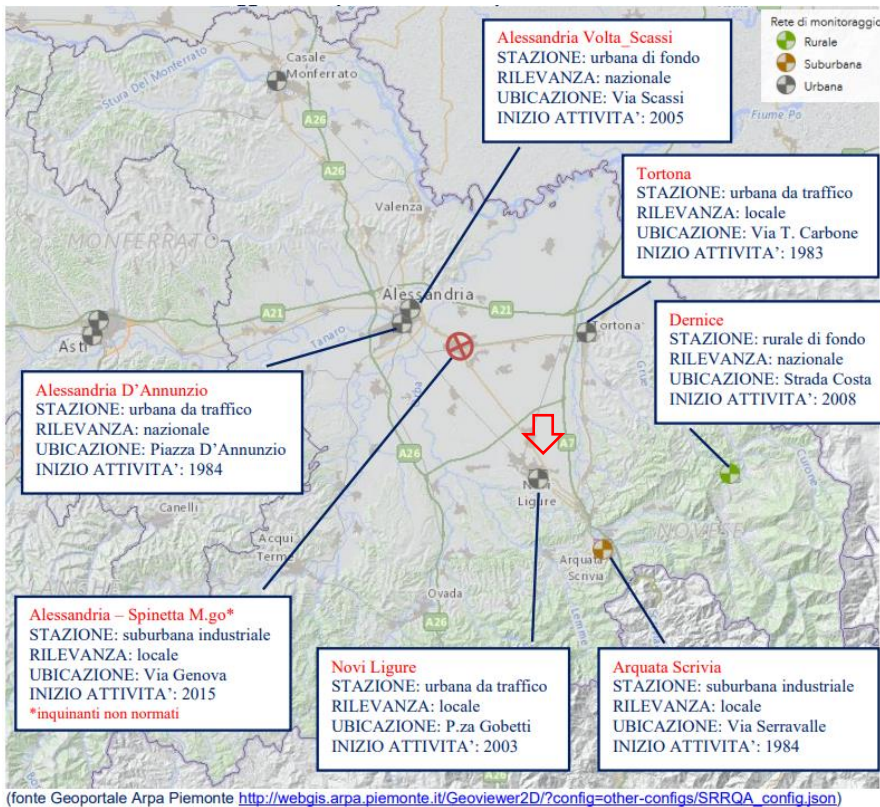 Alessandria Volta_Scassi
STAZIONE: urbana di fondo
RILEVANZA: nazionale
UBICAZIONE: Via Scassi
INIZIO ATTIVITA': 2005
Rete di monitoraggio
Rurale
Suburbana
Urbana
Casale
Monferrato
Stura Del Monferrato
A26
Fiume Po
A26
Valenza
Tortona
STAZIONE: urbana da traffico
RILEVANZA: locale
UBICAZIONE: Via T. Carbone
INIZIO ATTIVITA': 1983
MONFERRATO
Alessandria
A21
A21
Tanaro
Asti
Tortona
Grue
Dernice
STAZIONE: rurale di fondo
RILEVANZA: nazionale
UBICAZIONE: Strada Costa
INIZIO ATTIVITA': 2008
Alessandria D'Annunzio
STAZIONE: urbana da traffico
RILEVANZA: nazionale
UBICAZIONE: Piazza D'Annunzio
INIZIO ATTIVITA': 1984
A26
A7
Curone
Ligure
Canelli
Acqui
Terme
NOVESE
Arquata
Scrivia
Ovada
Lemme
A26
Alessandria – Spinetta M.go*
STAZIONE: suburbana industriale
RILEVANZA: locale
UBICAZIONE: Via Genova
INIZIO ATTIVITA': 2015
*inquinanti non normati
Novi Ligure
STAZIONE: urbana da traffico
RILEVANZA: locale
UBICAZIONE: P.za Gobetti
INIZIO ATTIVITA': 2003
Arquata Scrivia
STAZIONE: suburbana industriale
RILEVANZA: locale
UBICAZIONE: Via Serravalle
INIZIO ATTIVITA': 1984
(fonte Geoportale Arpa Piemonte http://webgis.arpa.piemonte.it/Geoviewer2D/?config=other-configs/SRRQA_config.json)